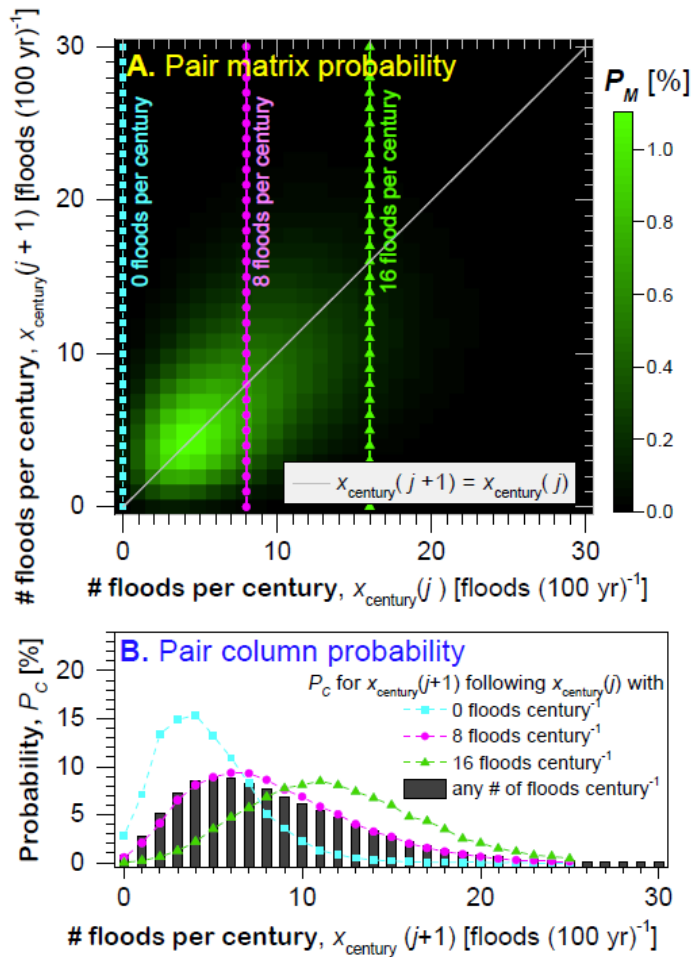 A. Pair matrix probability
# floods per century, x_century(j + 1) [floods (100 yr)^-1]
30
20
10
0
0 floods per century
8 floods per century
16 floods per century
x_century( j +1) = x_century( j)
0
10
20
30
# floods per century, x_century(j ) [floods (100 yr)^-1]
P_M [%]
1.0
0.8
0.6
0.4
0.2
0.0
B. Pair column probability
Probability, P_C [%]
20
15
10
5
0
P_C for x_century(j+1) following x_century(j) with
0 floods century^-1
8 floods century^-1
16 floods century^-1
any # of floods century^-1
0
10
20
30
# floods per century, x_century (j+1) [floods (100 yr)^-1]